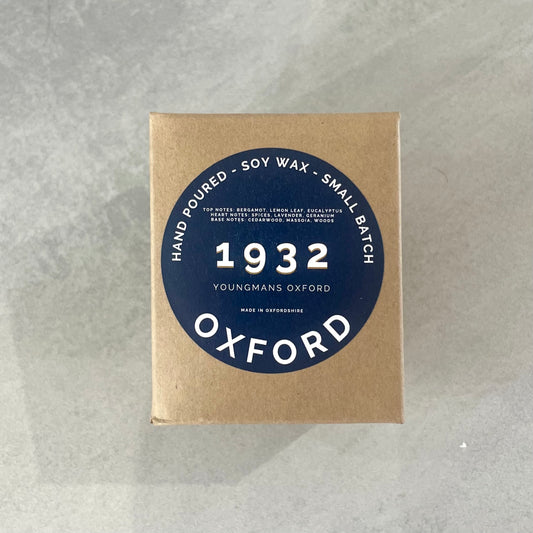 HAND POURED - SOY WAX - SMALL BATCH
TOP NOTES: BERGAMOT, LEMON LEAF, EUCALYPTUS
HEART NOTES: SPICES, LAVENDER, GERANIUM
BASE NOTES: CEDARWOOD, MASSOIA, WOODS
1932
YOUNGMANS OXFORD
MADE IN OXFORDSHIRE
OXFORD